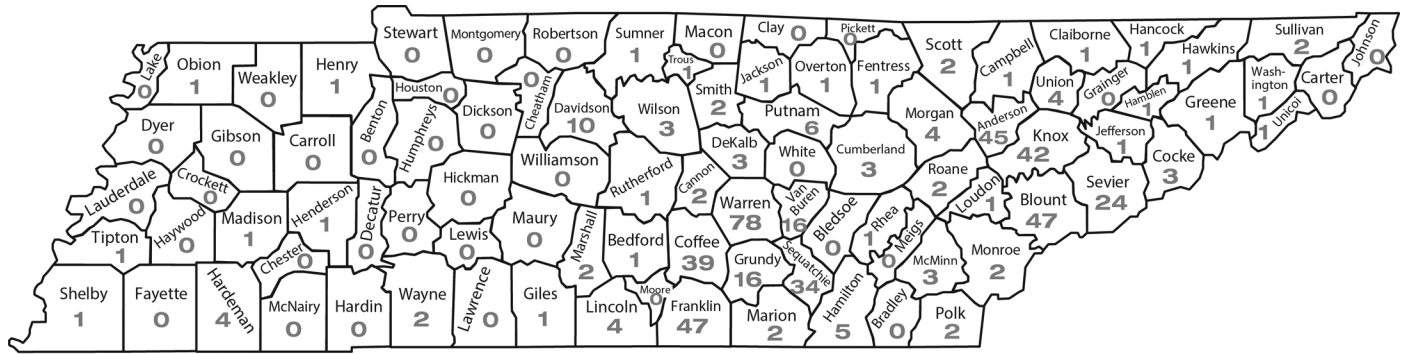 Stewart
0
Montgomery
0
Robertson
0
Sumner
1
Macon
0
Clay 0
Pickett
0
Scott
2
Campbell
1
Claiborne
1
Hancock
1
Hawkins
1
Sullivan
2
Johnson
0
Lake
0
Obion
1
Weakley
0
Henry
1
Houston 0
Trous
1
Jackson
1
Overton
1
Fentress
1
Union
4
Grainger
0
Hamblen
1
Greene
1
Wash-
ington
1
Carter
0
Unicoi
1
Dyer
0
Gibson
0
Carroll
0
Benton
0
Humphreys
0
Dickson
0
Cheatham
0
Davidson
10
Wilson
3
Smith
2
Putnam
6
Morgan
4
Anderson
45
Knox
42
Jefferson
1
Cocke
3
DeKalb
3
White
0
Cumberland
3
Roane
2
Loudon
1
Blount
47
Sevier
24
Lauderdale
0
Crockett
0
Haywood
0
Madison
1
Henderson
1
Decatur
0
Perry
0
Hickman
0
Williamson
0
Rutherford
1
Cannon
2
Warren
78
Van
Buren
16
Bledsoe
0
Rhea
1
Meigs
0
McMinn
3
Monroe
2
Tipton
1
Chester
0
Lewis
0
Maury
0
Marshall
2
Bedford
1
Coffee
39
Grundy
16
Sequatchie
34
Shelby
1
Fayette
0
Hardeman
4
McNairy
0
Hardin
0
Wayne
2
Lawrence
0
Giles
1
Lincoln
4
Moore
0
Franklin
47
Marion
2
Hamilton
5
Bradley
0
Polk
2